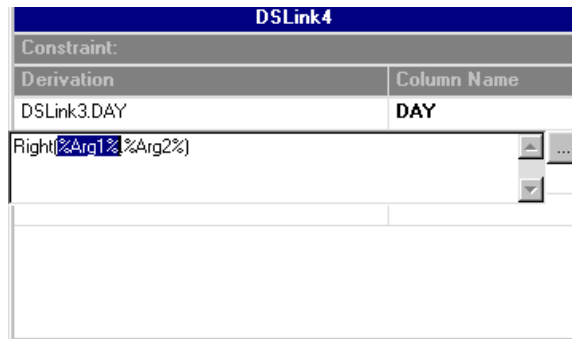 DSLink4
Constraint:
Derivation Column Name
DSLink3.DAY DAY
Right(%Arg1%,%Arg2%) ...